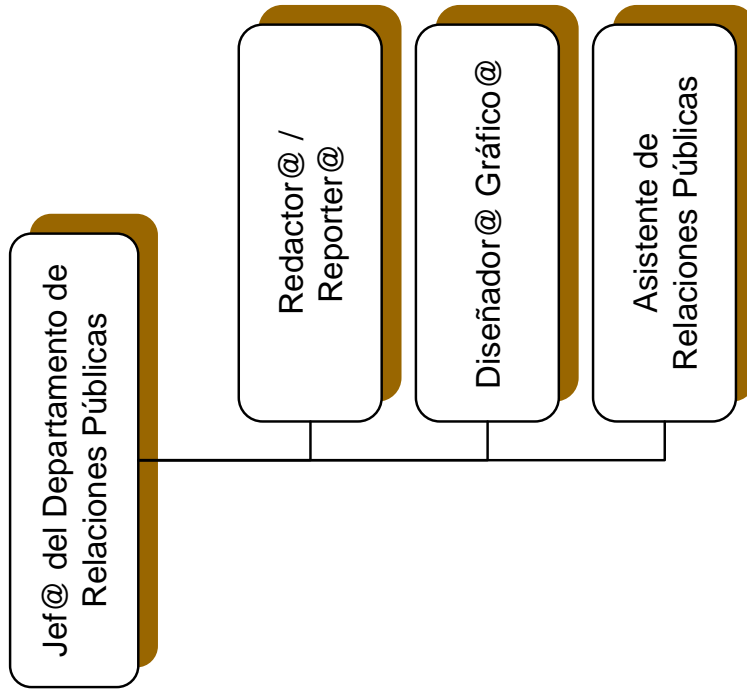 Jef@ del Departamento de
Relaciones Públicas
Redactor@ /
Reporter@
Diseñador@ Gráfico@
Asistente de
Relaciones Públicas